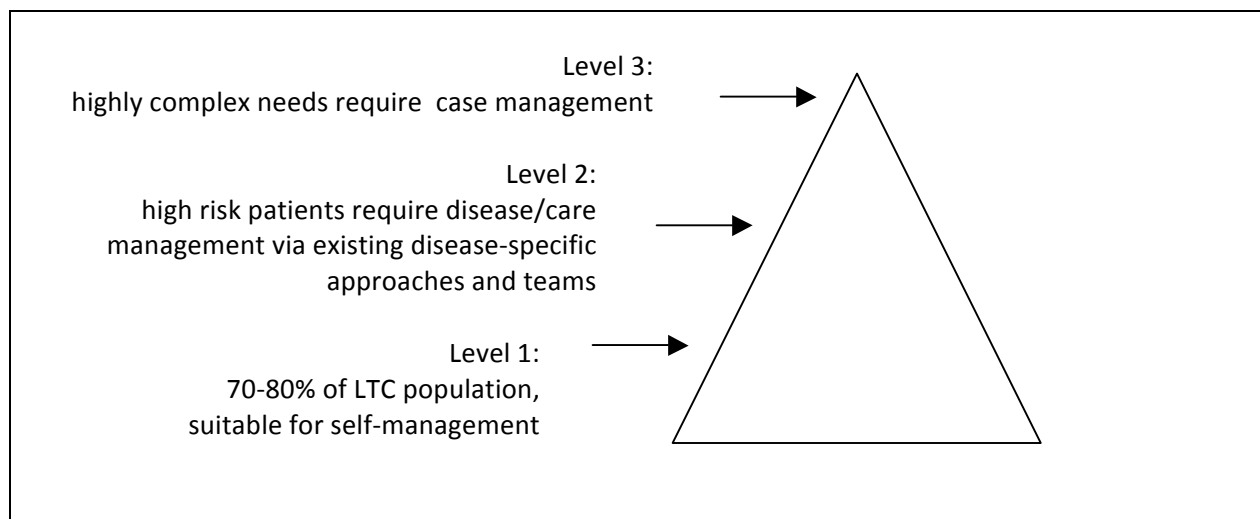 Level 3:
highly complex needs require  case management
Level 2:
high risk patients require disease/care
management via existing disease-specific
approaches and teams
Level 1:
70-80% of LTC population,
suitable for self-management